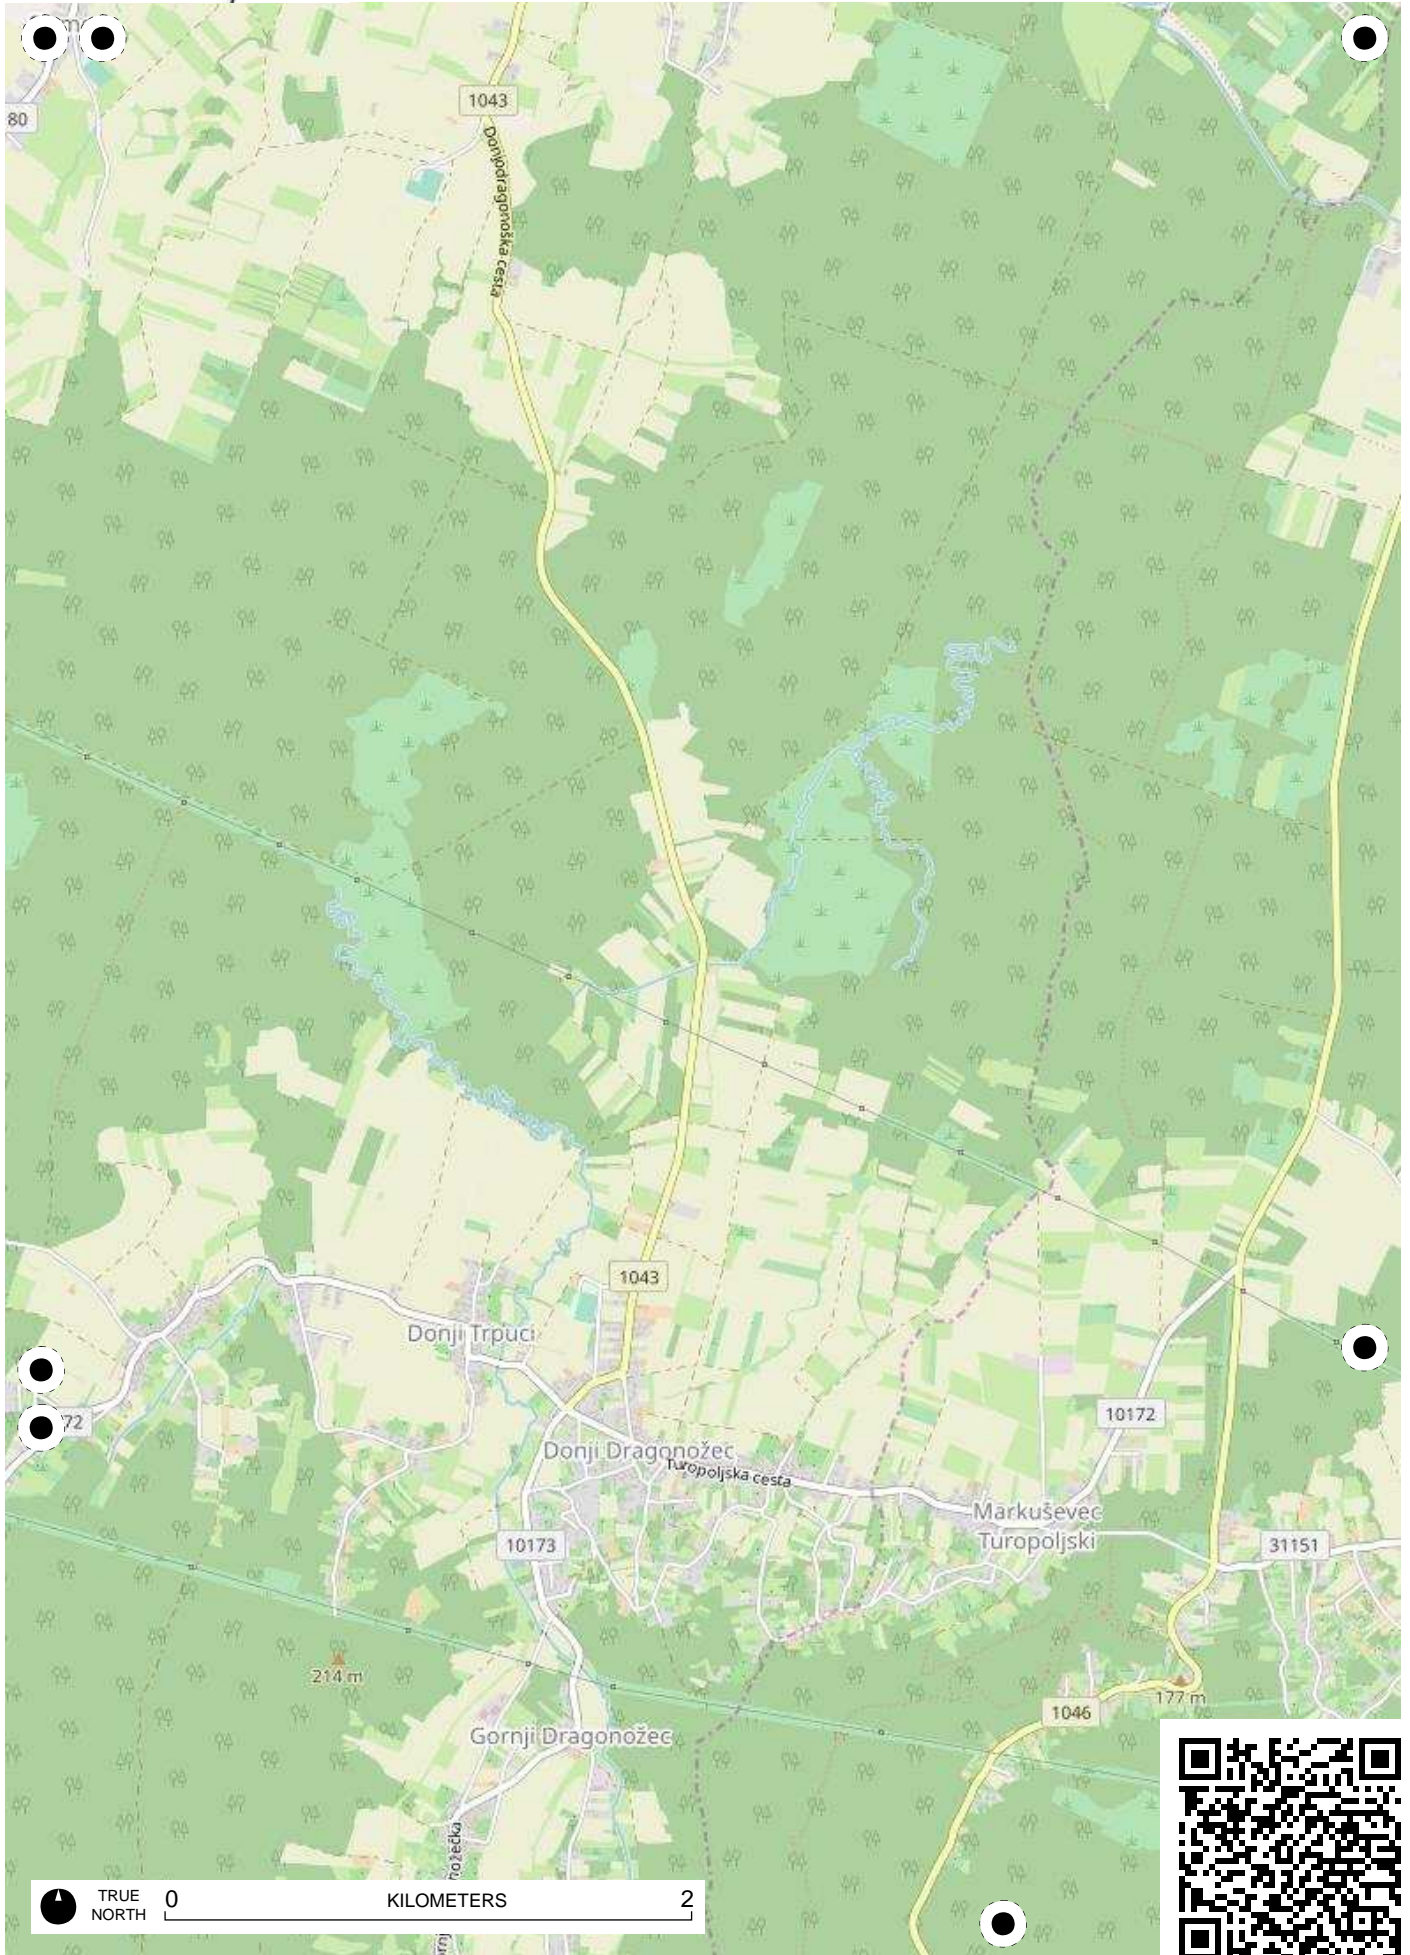 80
1043
Donjodragonoška cesta
1043
Donji Trpuci
72
10172
Donji Dragonožec
Turopoljska cesta
Markuševec
Turopoljski
10173
31151
214 m
177 m
1046
Gornji Dragonožec
TRUE
NORTH
0
KILOMETERS
2